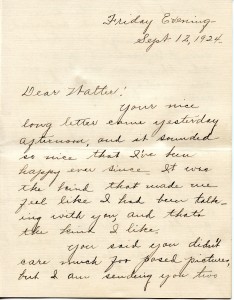 Friday Evening
Sept 12, 1924.
Dear Walter:
Your nice
long letter came yesterday
afternoon, and it sounded
so nice that I've been
happy ever since. It was
the kind that made me
feel like I had been talk-
ing with you, and that's
the kind I like.
You said you didn't
care much for posed pictures,
but I am sending you two